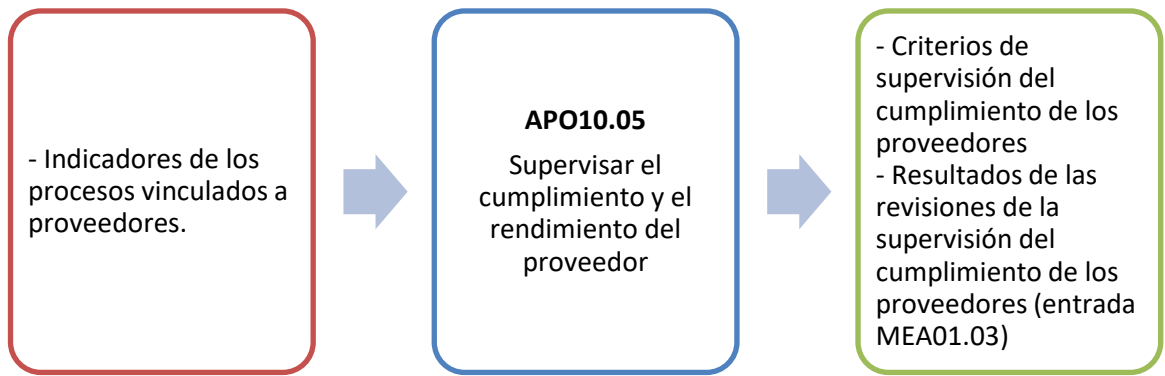 - Indicadores de los
procesos vinculados a
proveedores.
APO10.05
Supervisar el
cumplimiento y el
rendimiento del
proveedor
- Criterios de
supervisión del
cumplimiento de los
proveedores
- Resultados de las
revisiones de la
supervisión del
cumplimiento de los
proveedores (entrada
MEA01.03)